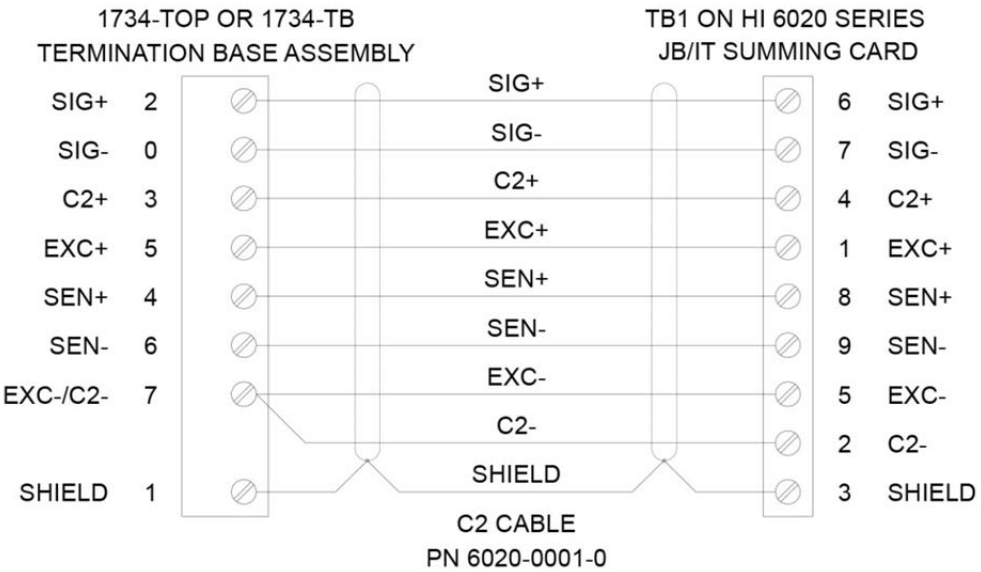 1734-TOP OR 1734-TB
TERMINATION BASE ASSEMBLY
TB1 ON HI 6020 SERIES
JB/IT SUMMING CARD
SIG+ 2 SIG+ 6 SIG+
SIG- 0 SIG- 7 SIG-
C2+ 3 C2+ 4 C2+
EXC+ 5 EXC+ 1 EXC+
SEN+ 4 SEN+ 8 SEN+
SEN- 6 SEN- 9 SEN-
EXC-/C2- 7 EXC- 5 EXC-
C2- 2 C2-
SHIELD 1 SHIELD 3 SHIELD
C2 CABLE
PN 6020-0001-0